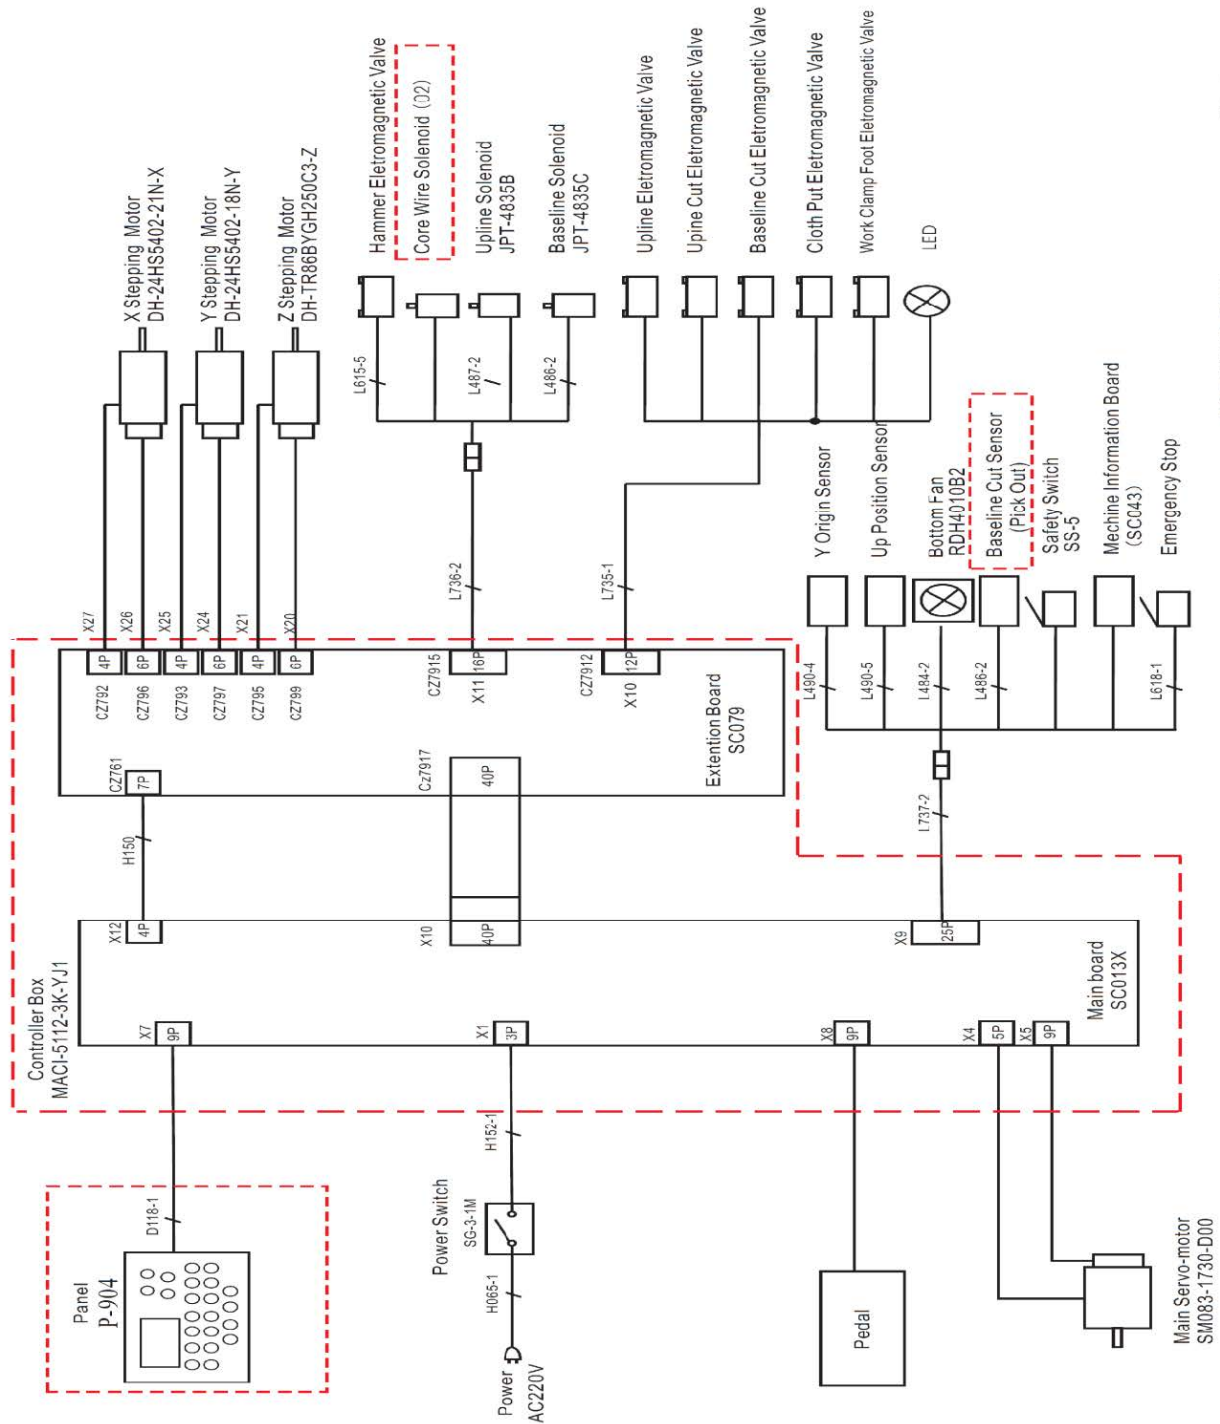 Panel
P-904
D118-1
Power
AC220V
H065-1
Power Switch
SG-3-1M
H152-1
Pedal
Main Servo-motor
SM083-1730-D00
Controller Box
MACI-5112-3K-YJ1
X7
9P
X1
3P
X8
9P
X4
5P
X5
9P
Main board
SC013X
X12
4P
X10
40P
X9
25P
H150
L737-2
CZ761
7P
Cz7917
40P
Extention Board
SC079
CZ792
4P
X27
CZ796
6P
X26
CZ793
4P
X25
CZ797
6P
X24
CZ795
4P
X21
CZ799
6P
X20
CZ7915
X11
16P
CZ7912
X10
12P
L736-2
L735-1
X Stepping Motor
DH-24HS5402-21N-X
Y Stepping Motor
DH-24HS5402-18N-Y
Z Stepping Motor
DH-TR86BYGH250C3-Z
L615-5
Hammer Eletromagnetic Valve
Core Wire Solenoid (02)
L487-2
Upline Solenoid
JPT-4835B
L486-2
Baseline Solenoid
JPT-4835C
Upline Eletromagnetic Valve
Upine Cut Eletromagnetic Valve
Baseline Cut Eletromagnetic Valve
Cloth Put Eletromagnetic Valve
Work Clamp Foot Eletromagnetic Valve
LED
L490-4
Y Origin Sensor
L490-5
Up Position Sensor
L484-2
Bottom Fan
RDH4010B2
L486-2
Baseline Cut Sensor
(Pick Out)
Safety Switch
SS-5
Mechine Information Board
(SC043)
L618-1
Emergency Stop